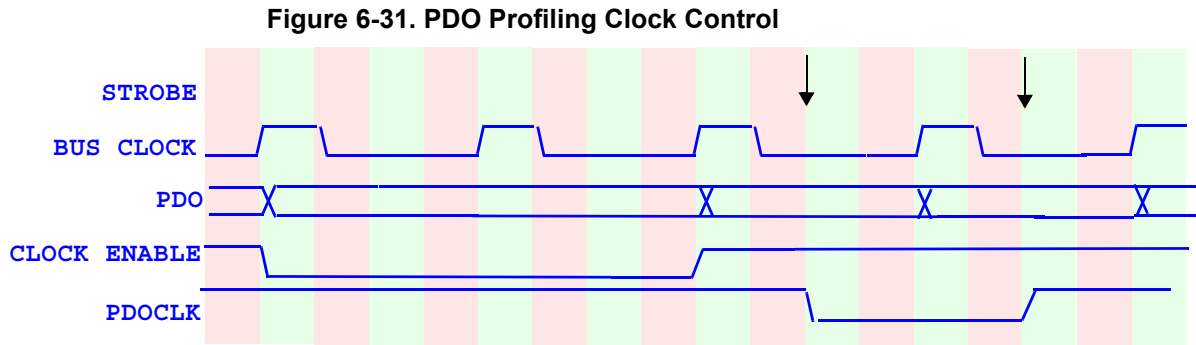 Figure 6-31. PDO Profiling Clock Control
STROBE
BUS CLOCK
PDO
CLOCK ENABLE
PDOCLK